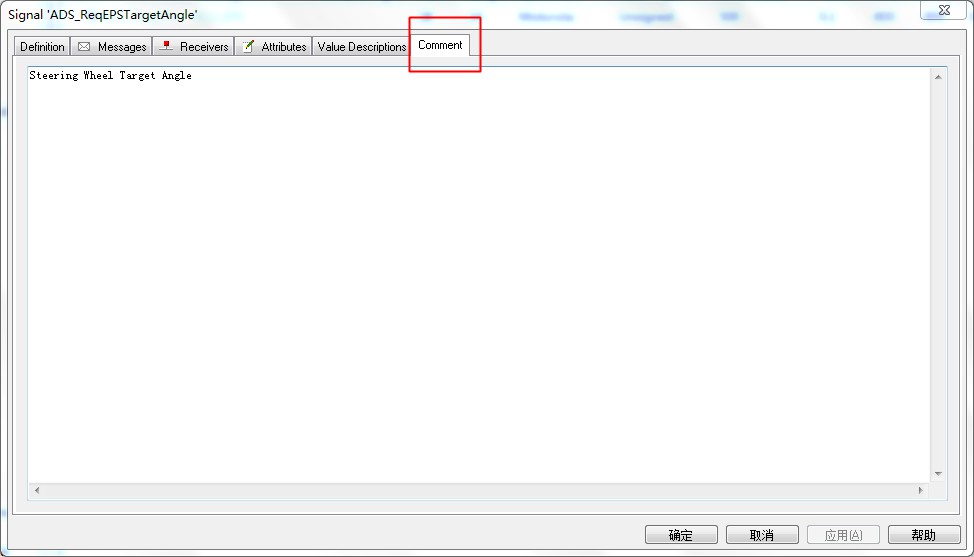 Signal 'ADS_ReqEPSTargetAngle'
Definition Messages Receivers Attributes Value Descriptions Comment
Steering Wheel Target Angle
确定 取消 应用(A) 帮助